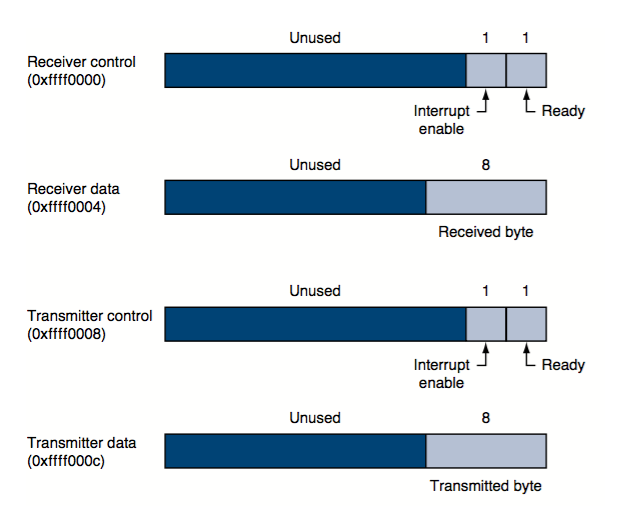 Unused 1 1
Receiver control
(0xffff0000)
Interrupt
enable
Ready
Unused 8
Receiver data
(0xffff0004)
Received byte
Unused 1 1
Transmitter control
(0xffff0008)
Interrupt
enable
Ready
Unused 8
Transmitter data
(0xffff000c)
Transmitted byte